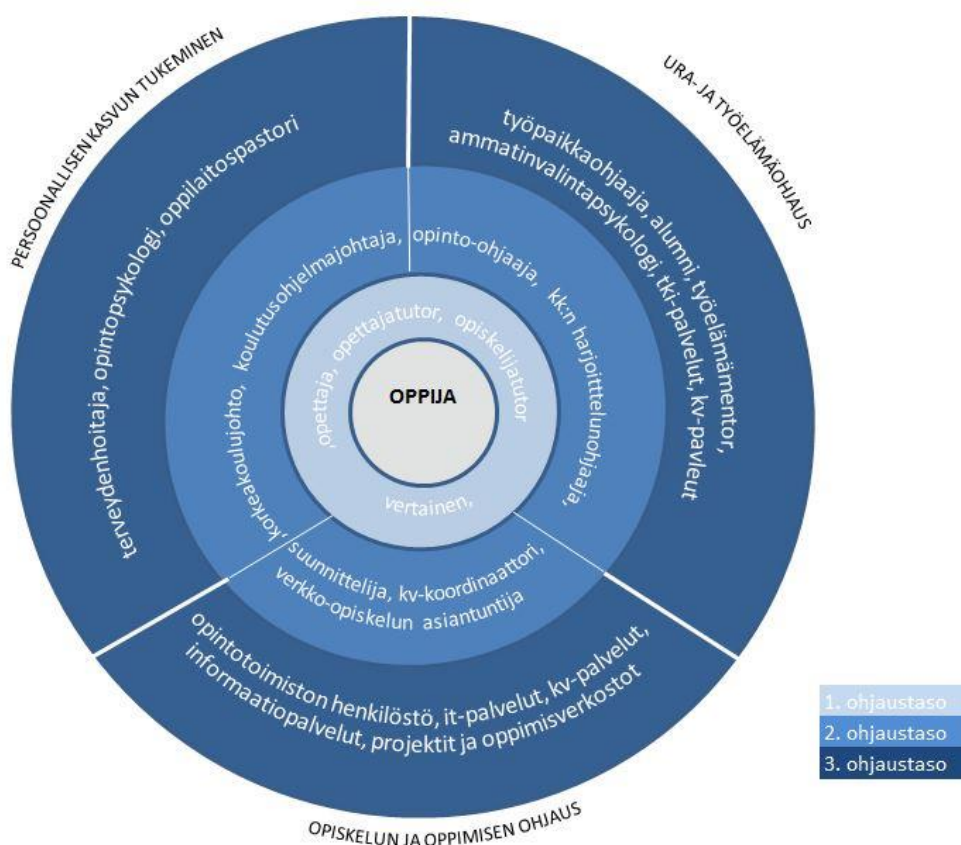 PERSOONALLISEN KASVUN TUKEMINEN
URA- JA TYÖELÄMÄOHJAUS
terveydenhoitaja, opintopsykologi, oppilaitospastori
työpaikkaohjaaja, alumni, työelämämentor,
ammatinvalintapsykologi, tki-palvelut, kv-pavleut
,korkeakoulujohto, koulutusohjelmajohtaja, opinto-ohjaaja, kk:n harjoittelunohjaaja,
,opettaja, opettajatutor, opiskelijatutor
OPPIJA
vertainen,
suunnittelija, kv-koordinaattori,
verkko-opiskelun asiantuntija
opintotoimiston henkilöstö, it-palvelut, kv-palvelut,
informaatiopalvelut, projektit ja oppimisverkostot
OPISKELUN JA OPPIMISEN OHJAUS
1. ohjaustaso
2. ohjaustaso
3. ohjaustaso